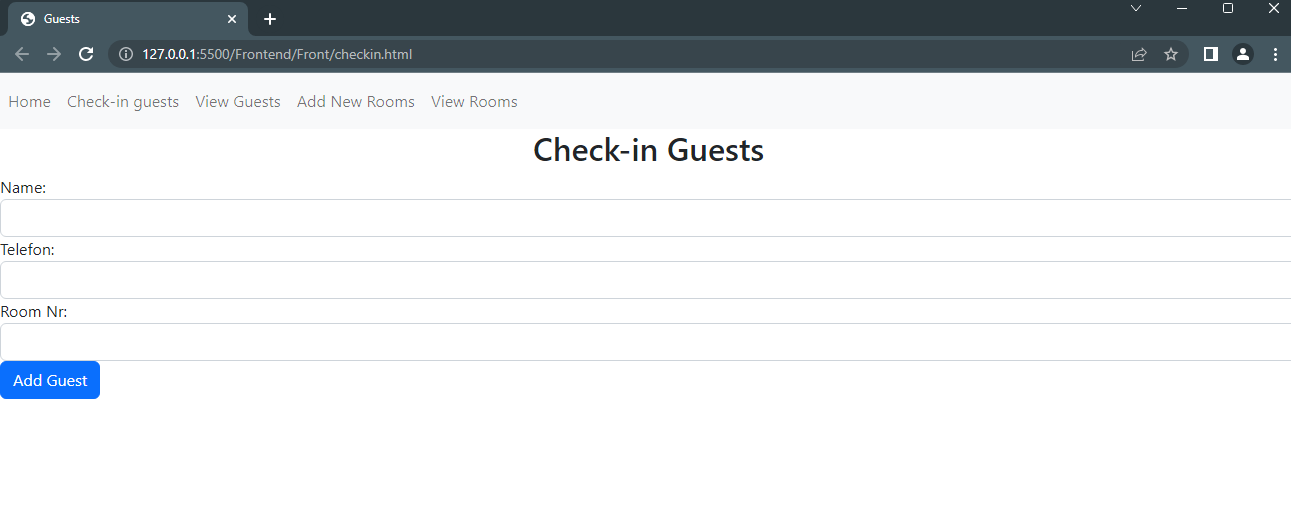 Guests
127.0.0.1:5500/Frontend/Front/checkin.html
Home Check-in guests View Guests Add New Rooms View Rooms
Check-in Guests
Name:
Telefon:
Room Nr:
Add Guest